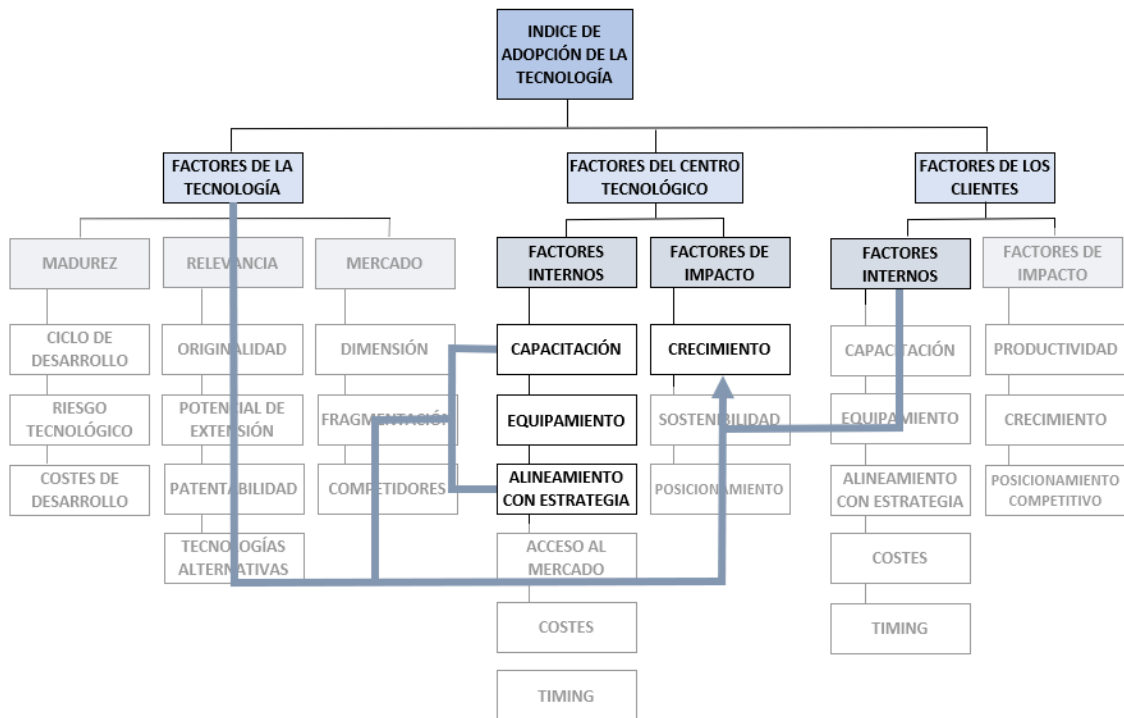 INDICE DE
ADOPCIÓN DE LA
TECNOLOGÍA
FACTORES DE LA
TECNOLOGÍA
FACTORES DEL CENTRO
TECNOLÓGICO
FACTORES DE LOS
CLIENTES
MADUREZ
RELEVANCIA
MERCADO
FACTORES
INTERNOS
FACTORES DE
IMPACTO
FACTORES
INTERNOS
FACTORES DE
IMPACTO
CICLO DE
DESARROLLO
ORIGINALIDAD
DIMENSIÓN
CAPACITACIÓN
CRECIMIENTO
CAPACITACIÓN
PRODUCTIVIDAD
RIESGO
TECNOLÓGICO
POTENCIAL DE
EXTENSIÓN
FRAGMENTACIÓN
EQUIPAMIENTO
SOSTENIBILIDAD
EQUIPAMIENTO
CRECIMIENTO
COSTES DE
DESARROLLO
PATENTABILIDAD
COMPETIDORES
ALINEAMIENTO
CON ESTRATEGIA
POSICIONAMIENTO
ALINEAMIENTO
CON ESTRATEGIA
POSICIONAMIENTO
COMPETITIVO
TECNOLOGÍAS
ALTERNATIVAS
ACCESO AL
MERCADO
COSTES
COSTES
TIMING
TIMING